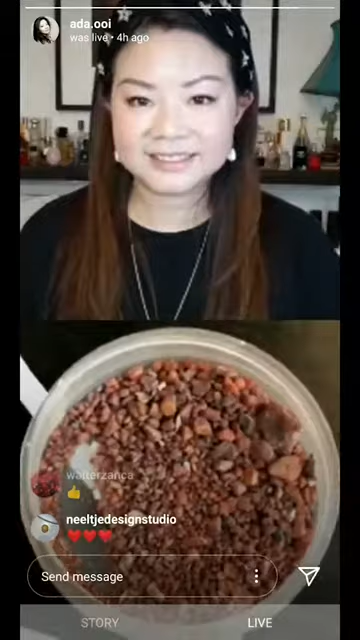 ada.ooi
was live • 4h ago
walterzanca
👍
neeltjedesignstudio
❤️❤️❤️
Send message
STORY
LIVE